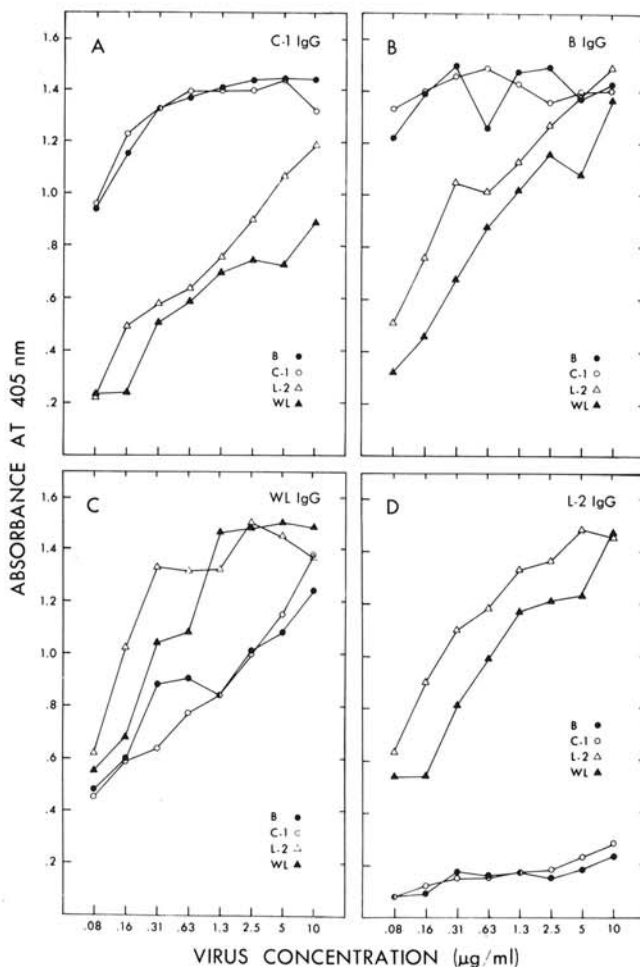 A
C-1 IgG
1.6
1.4
1.2
1.0
.8
.6
.4
.2
B
C-1
L-2
WL
B
B IgG
B
C-1
L-2
WL
ABSORBANCE AT 405 nm
C
WL IgG
1.6
1.4
1.2
1.0
.8
.6
.4
.2
B
C-1
L-2
WL
.08 .16 .31 .63 1.3 2.5 5 10
D
L-2 IgG
B
C-1
L-2
WL
.08 .16 .31 .63 1.3 2.5 5 10
VIRUS CONCENTRATION (µg/ml)